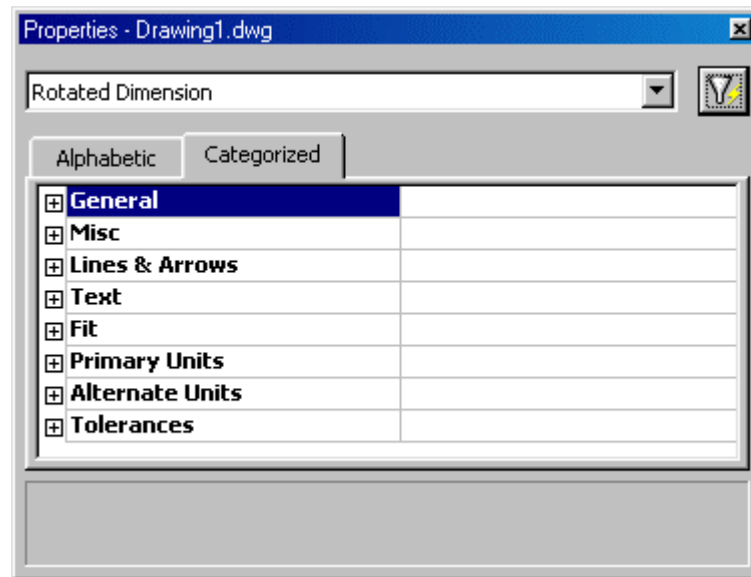 Properties - Drawing1.dwg
Rotated Dimension
Alphabetic Categorized
General
Misc
Lines & Arrows
Text
Fit
Primary Units
Alternate Units
Tolerances